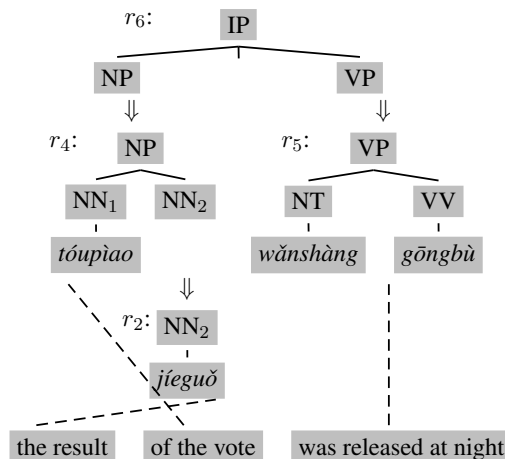 r₆: IP
NP VP
⇓ ⇓
r₄: NP r₅: VP
NN₁ NN₂ NT VV
tóupìao wǎnshàng gōngbù
⇓
r₂: NN₂
jíeguǒ
the result of the vote was released at night